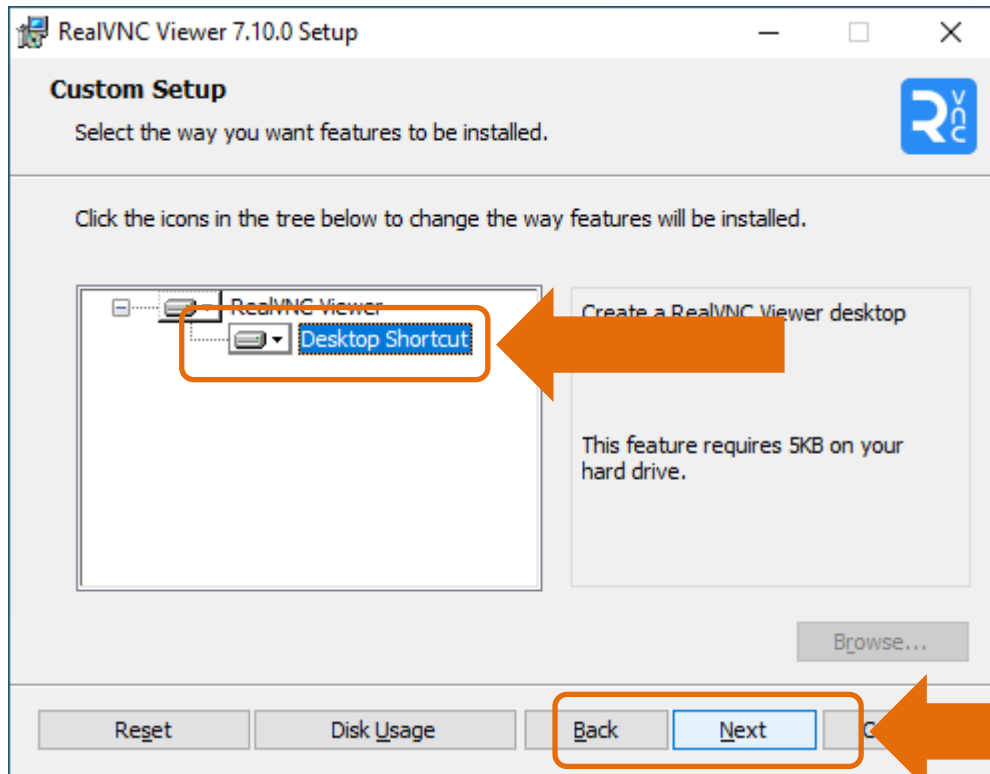 RealVNC Viewer 7.10.0 Setup
Custom Setup
Select the way you want features to be installed.
VNC
Click the icons in the tree below to change the way features will be installed.
RealVNC Viewer
Desktop Shortcut
Create a RealVNC Viewer desktop
This feature requires 5KB on your
hard drive.
Browse...
Reset
Disk Usage
Back
Next